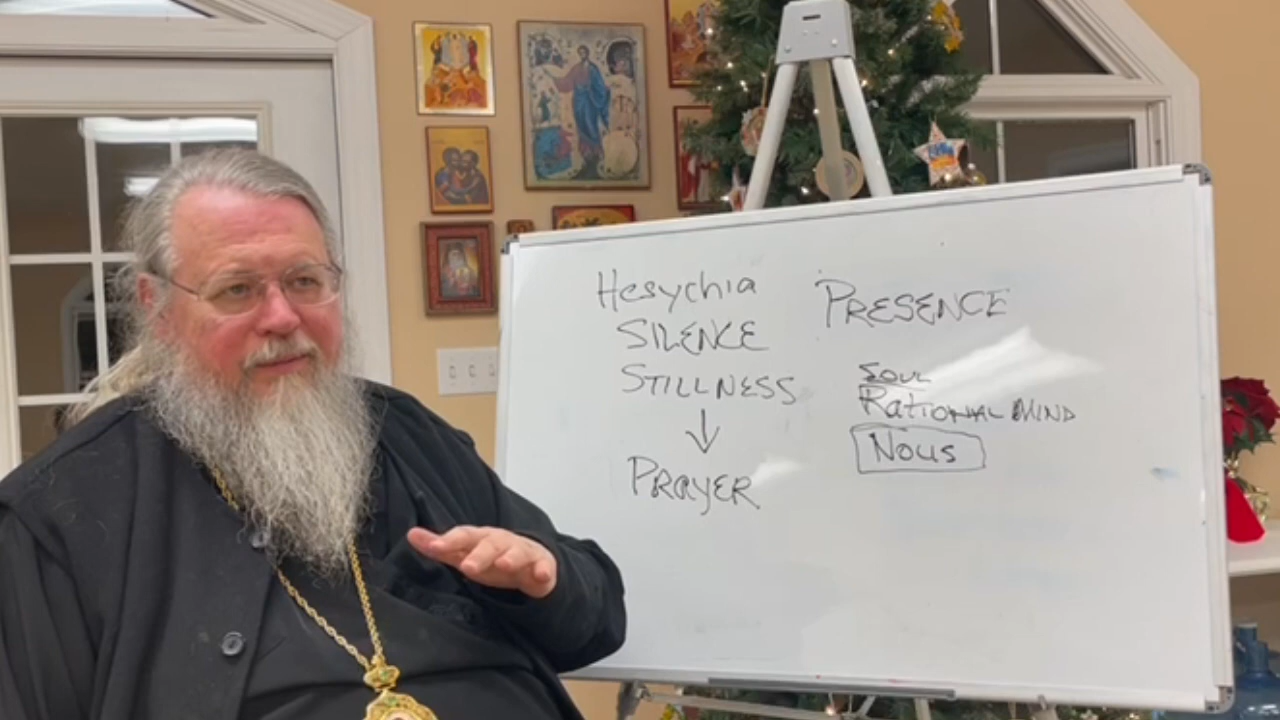 Hesychia
SILENCE
STILLNESS
PRAYER
PRESENCE
SOUL
RATIONAL MIND
NOUS